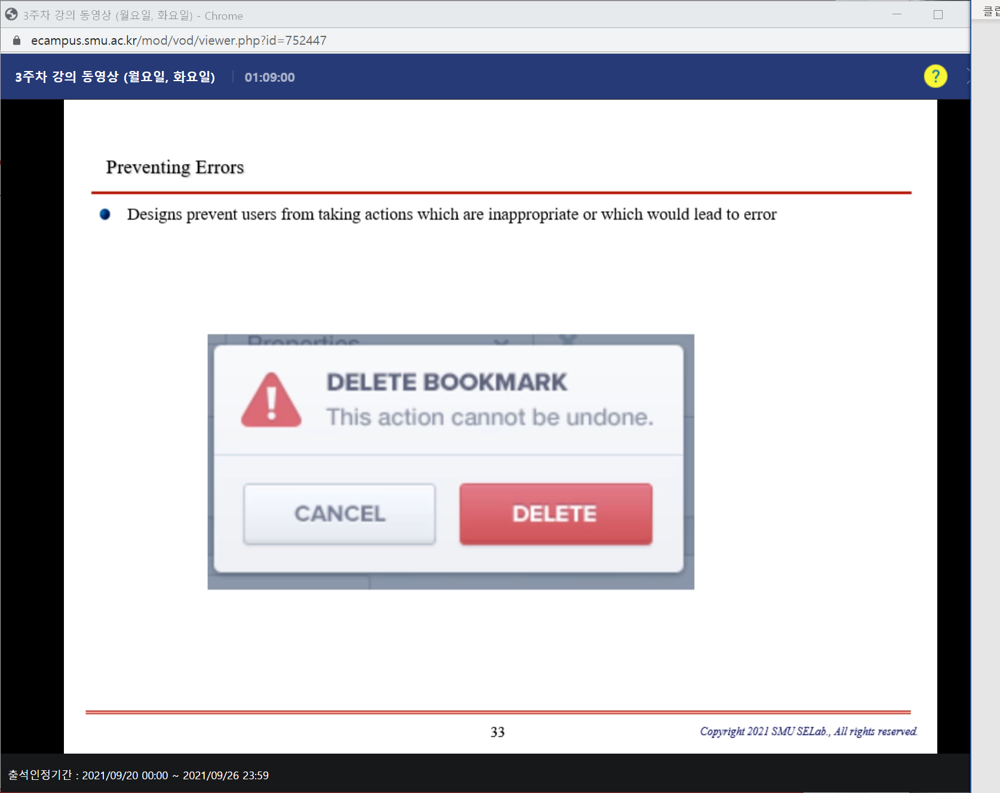 3주차 강의 동영상 (월요일, 화요일) - Chrome
ecampus.smu.ac.kr/mod/vod/viewer.php?id=752447
3주차 강의 동영상 (월요일, 화요일) 01:09:00
?
Preventing Errors
Designs prevent users from taking actions which are inappropriate or which would lead to error
Properties
DELETE BOOKMARK
This action cannot be undone.
CANCEL DELETE
33 Copyright 2021 SMU SELab., All rights reserved.
출석인정기간 : 2021/09/20 00:00 ~ 2021/09/26 23:59